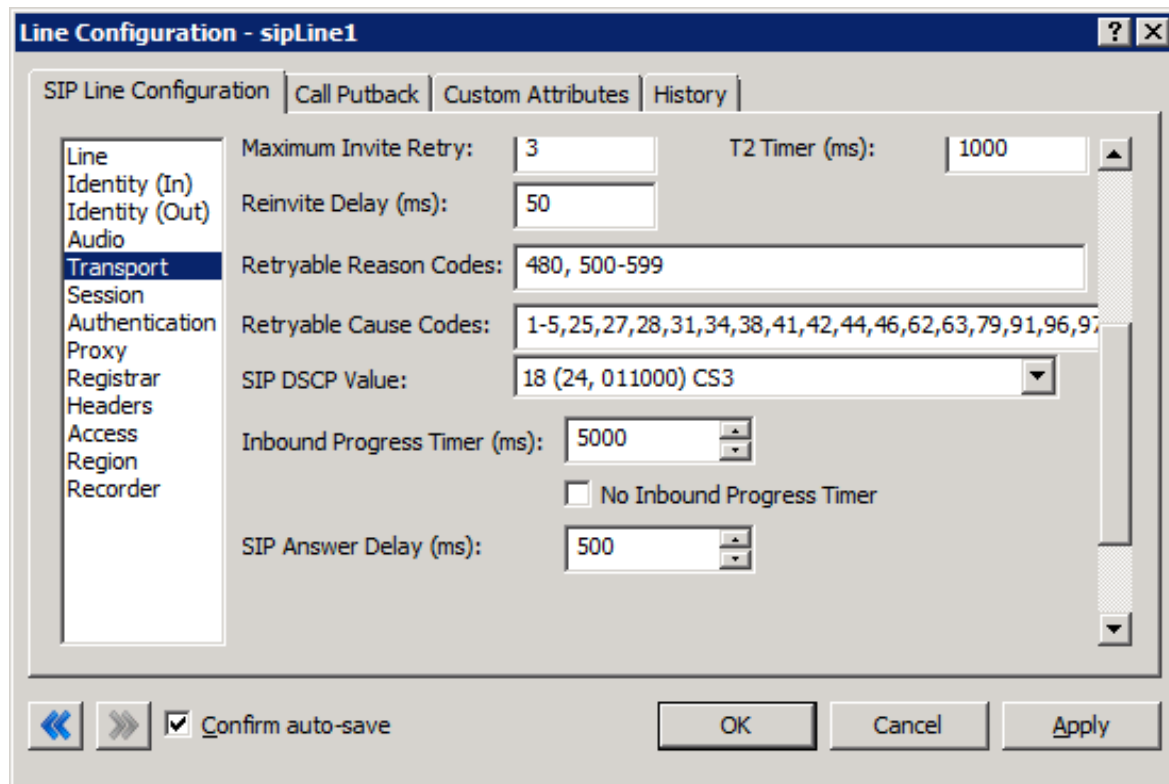 Line Configuration - sipLine1
SIP Line Configuration Call Putback Custom Attributes History
Line
Identity (In)
Identity (Out)
Audio
Transport
Session
Authentication
Proxy
Registrar
Headers
Access
Region
Recorder
Maximum Invite Retry: 3 T2 Timer (ms): 1000
Reinvite Delay (ms): 50
Retryable Reason Codes: 480, 500-599
Retryable Cause Codes: 1-5,25,27,28,31,34,38,41,42,44,46,62,63,79,91,96,97
SIP DSCP Value: 18 (24, 011000) CS3
Inbound Progress Timer (ms): 5000
No Inbound Progress Timer
SIP Answer Delay (ms): 500
Confirm auto-save OK Cancel Apply